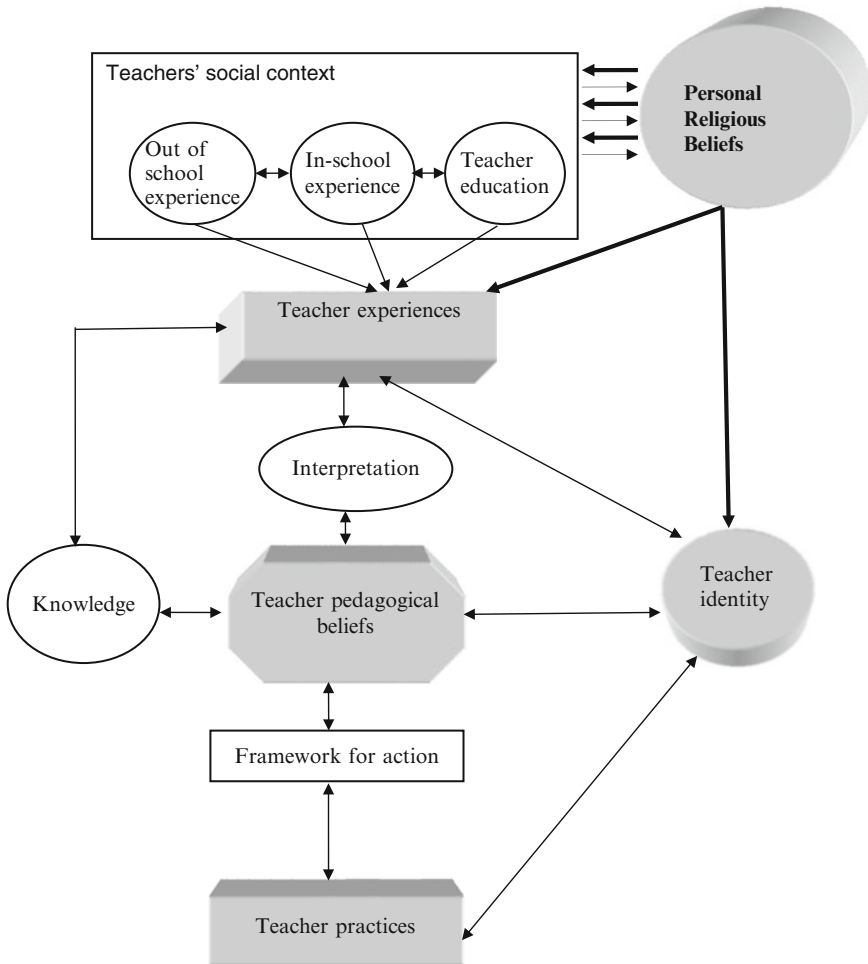 Teachers' social context
Out of
school
experience
In-school
experience
Teacher
education
Personal
Religious
Beliefs
Teacher experiences
Interpretation
Knowledge
Teacher pedagogical
beliefs
Teacher
identity
Framework for action
Teacher practices